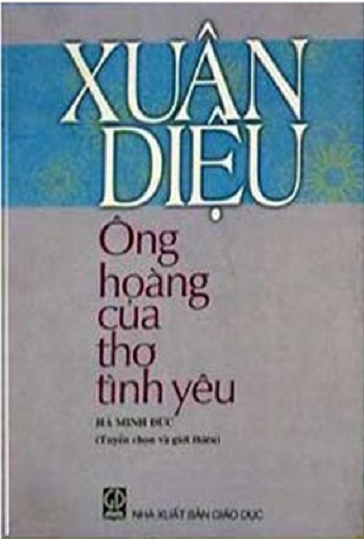 XUÂN
DIỆU
Ông
hoàng
của
thơ
tình yêu
HÀ MINH ĐỨC
(Tuyển chọn và giới thiệu)
GD
NHÀ XUẤT BẢN GIÁO DỤC